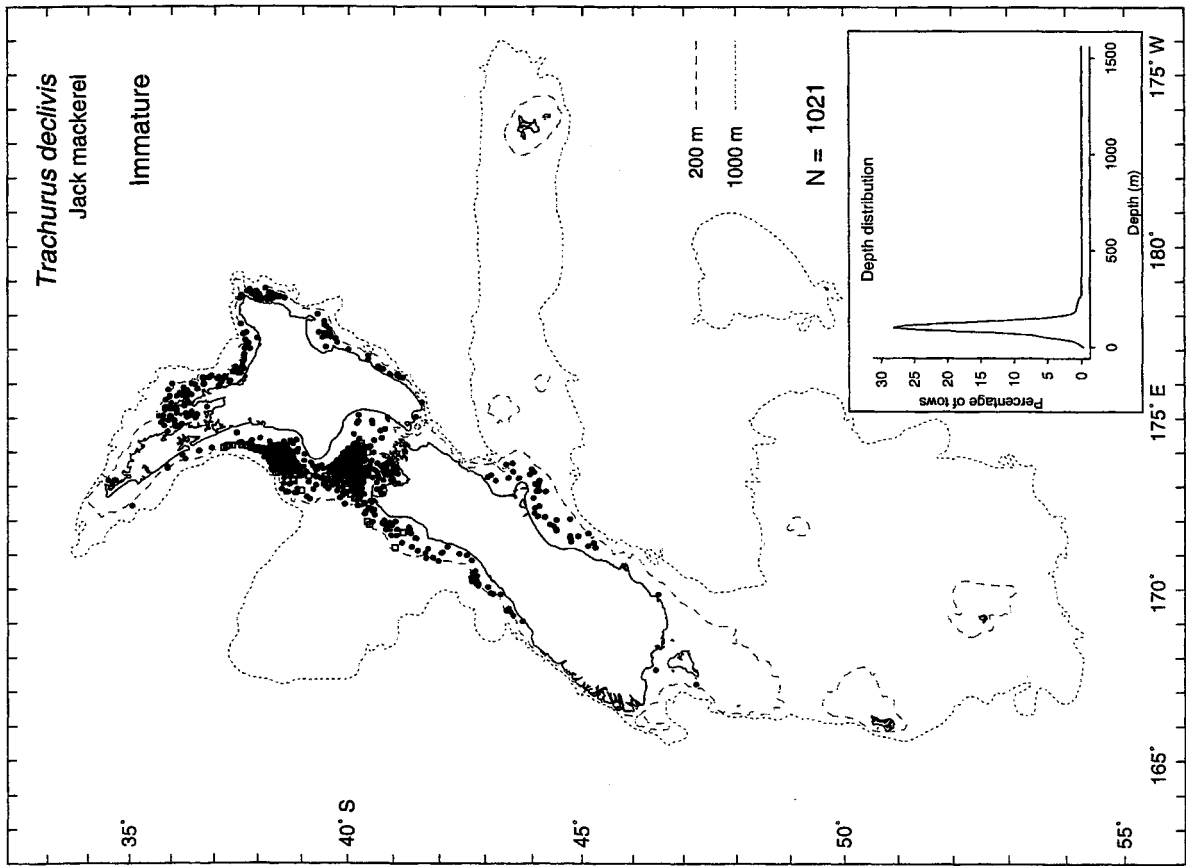 Trachurus declivis
Jack mackerel
Immature
200 m
1000 m
N = 1021
35°
40° S
45°
50°
55°
165°
170°
175° E
180°
175° W
Depth distribution
Percentage of tows
30
25
20
15
10
5
0
0
500
1000
1500
Depth (m)